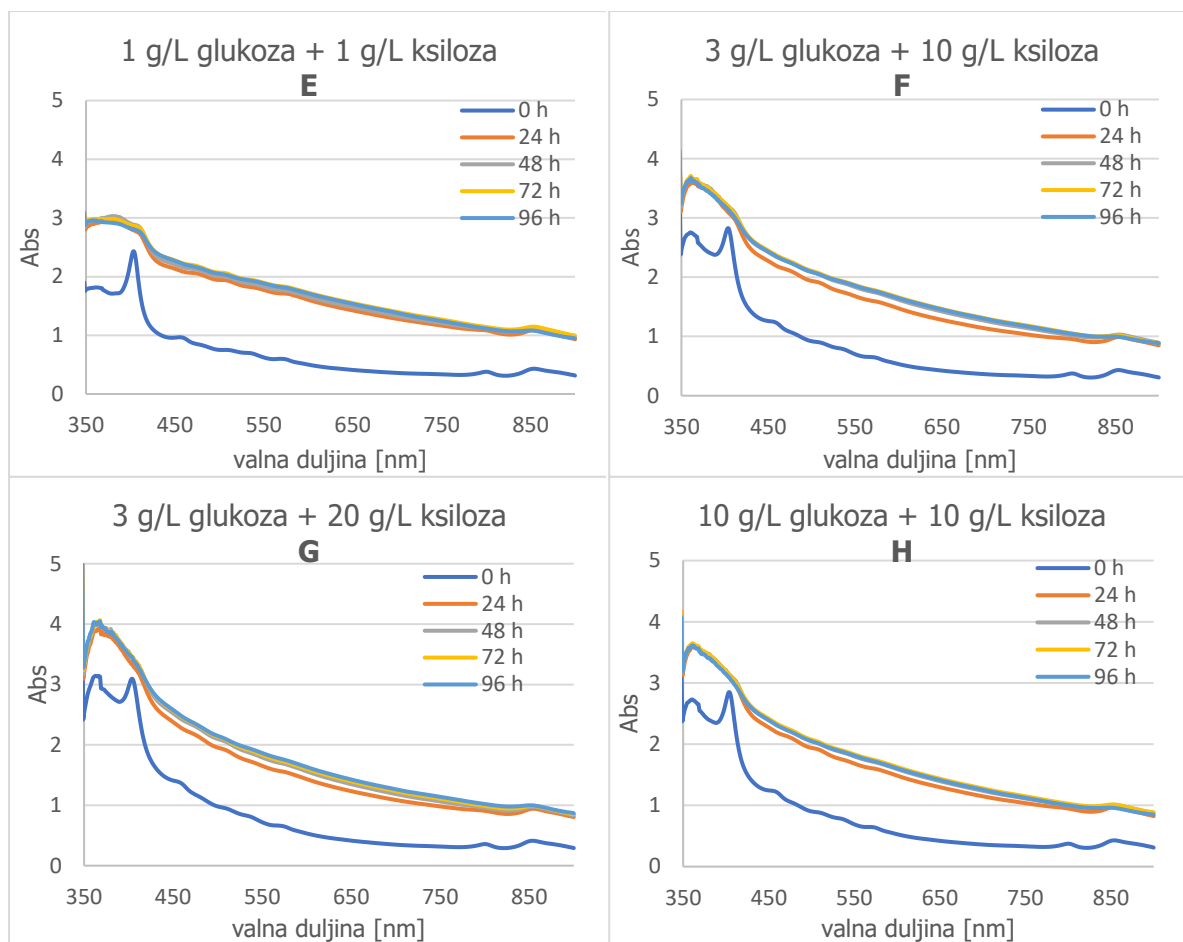 1 g/L glukoza + 1 g/L ksiloza
E
5
4
3
2
1
0
Abs
0 h
24 h
48 h
72 h
96 h
350 450 550 650 750 850
valna duljina [nm]
3 g/L glukoza + 10 g/L ksiloza
F
5
4
3
2
1
0
Abs
0 h
24 h
48 h
72 h
96 h
350 450 550 650 750 850
valna duljina [nm]
3 g/L glukoza + 20 g/L ksiloza
G
5
4
3
2
1
0
Abs
0 h
24 h
48 h
72 h
96 h
350 450 550 650 750 850
valna duljina [nm]
10 g/L glukoza + 10 g/L ksiloza
H
5
4
3
2
1
0
Abs
0 h
24 h
48 h
72 h
96 h
350 450 550 650 750 850
valna duljina [nm]